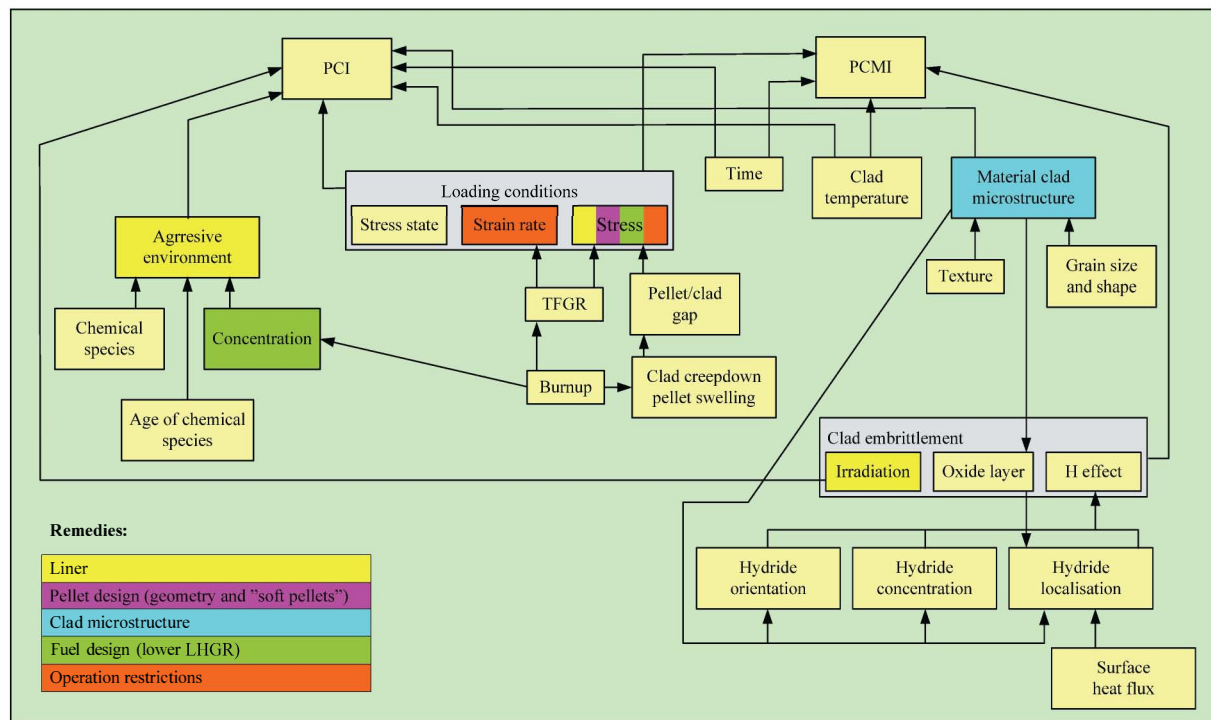 PCI
PCMI
Time
Clad
temperature
Material clad
microstructure
Loading conditions
Stress state
Strain rate
Stress
Agrresive
environment
Texture
Grain size
and shape
TFGR
Pellet/clad
gap
Chemical
species
Concentration
Burnup
Clad creepdown
pellet swelling
Age of chemical
species
Clad embrittlement
Irradiation
Oxide layer
H effect
Hydride
orientation
Hydride
concentration
Hydride
localisation
Surface
heat flux
Remedies:
Liner
Pellet design (geometry and ”soft pellets”)
Clad microstructure
Fuel design (lower LHGR)
Operation restrictions